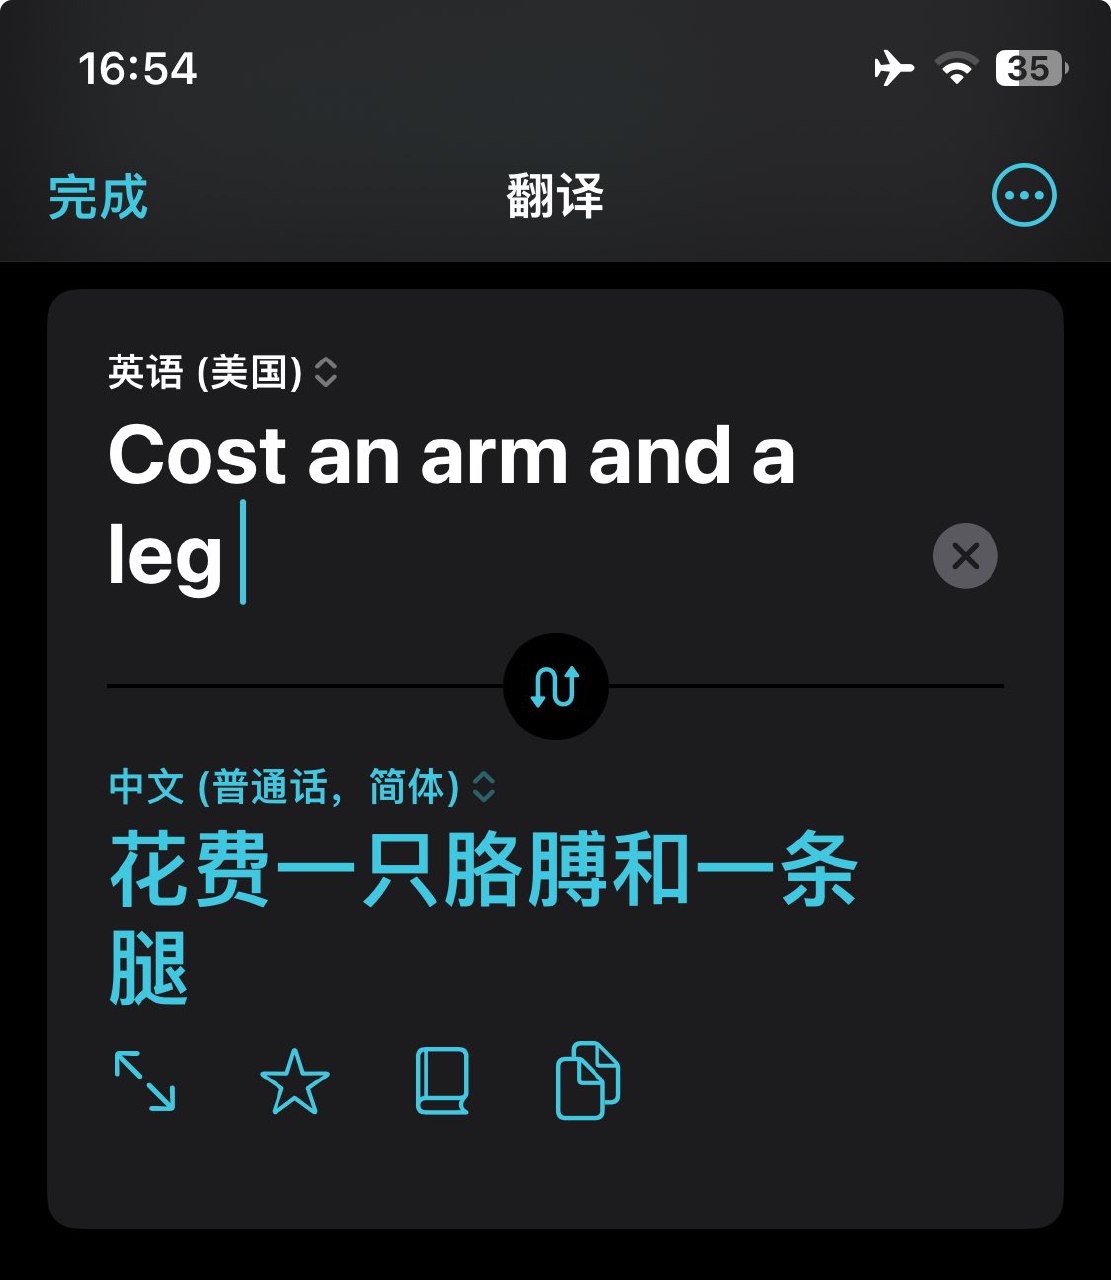 16:54
35
完成 翻译
英语 (美国)
Cost an arm and a
leg
中文 (普通话，简体)
花费一只胳膊和一条
腿